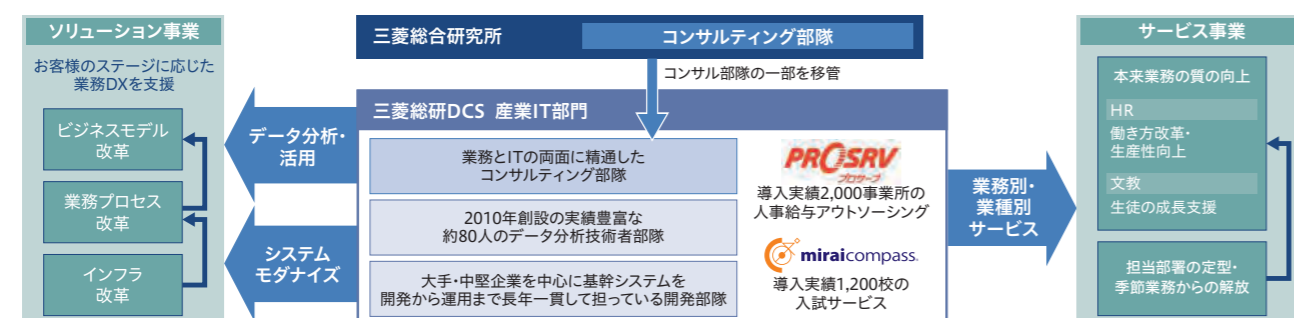 ソリューション事業
お客様のステージに応じた
業務DXを支援
ビジネスモデル
改革
業務プロセス
改革
インフラ
改革
データ分析・
活用
システム
モダナイズ
三菱総合研究所
コンサルティング部隊
コンサル部隊の一部を移管
三菱総研DCS 産業IT部門
業務とITの両面に精通した
コンサルティング部隊
2010年創設の実績豊富な
約80人のデータ分析技術者部隊
大手・中堅企業を中心に基幹システムを
開発から運用まで長年一貫して担っている開発部隊
PROSRV
プロサーブ
導入実績2,000事業所の
人事給与アウトソーシング
miraicompass
導入実績1,200校の
入試サービス
業務別・
業種別
サービス
サービス事業
本来業務の質の向上
HR
働き方改革・
生産性向上
文教
生徒の成長支援
担当部署の定型・
季節業務からの解放